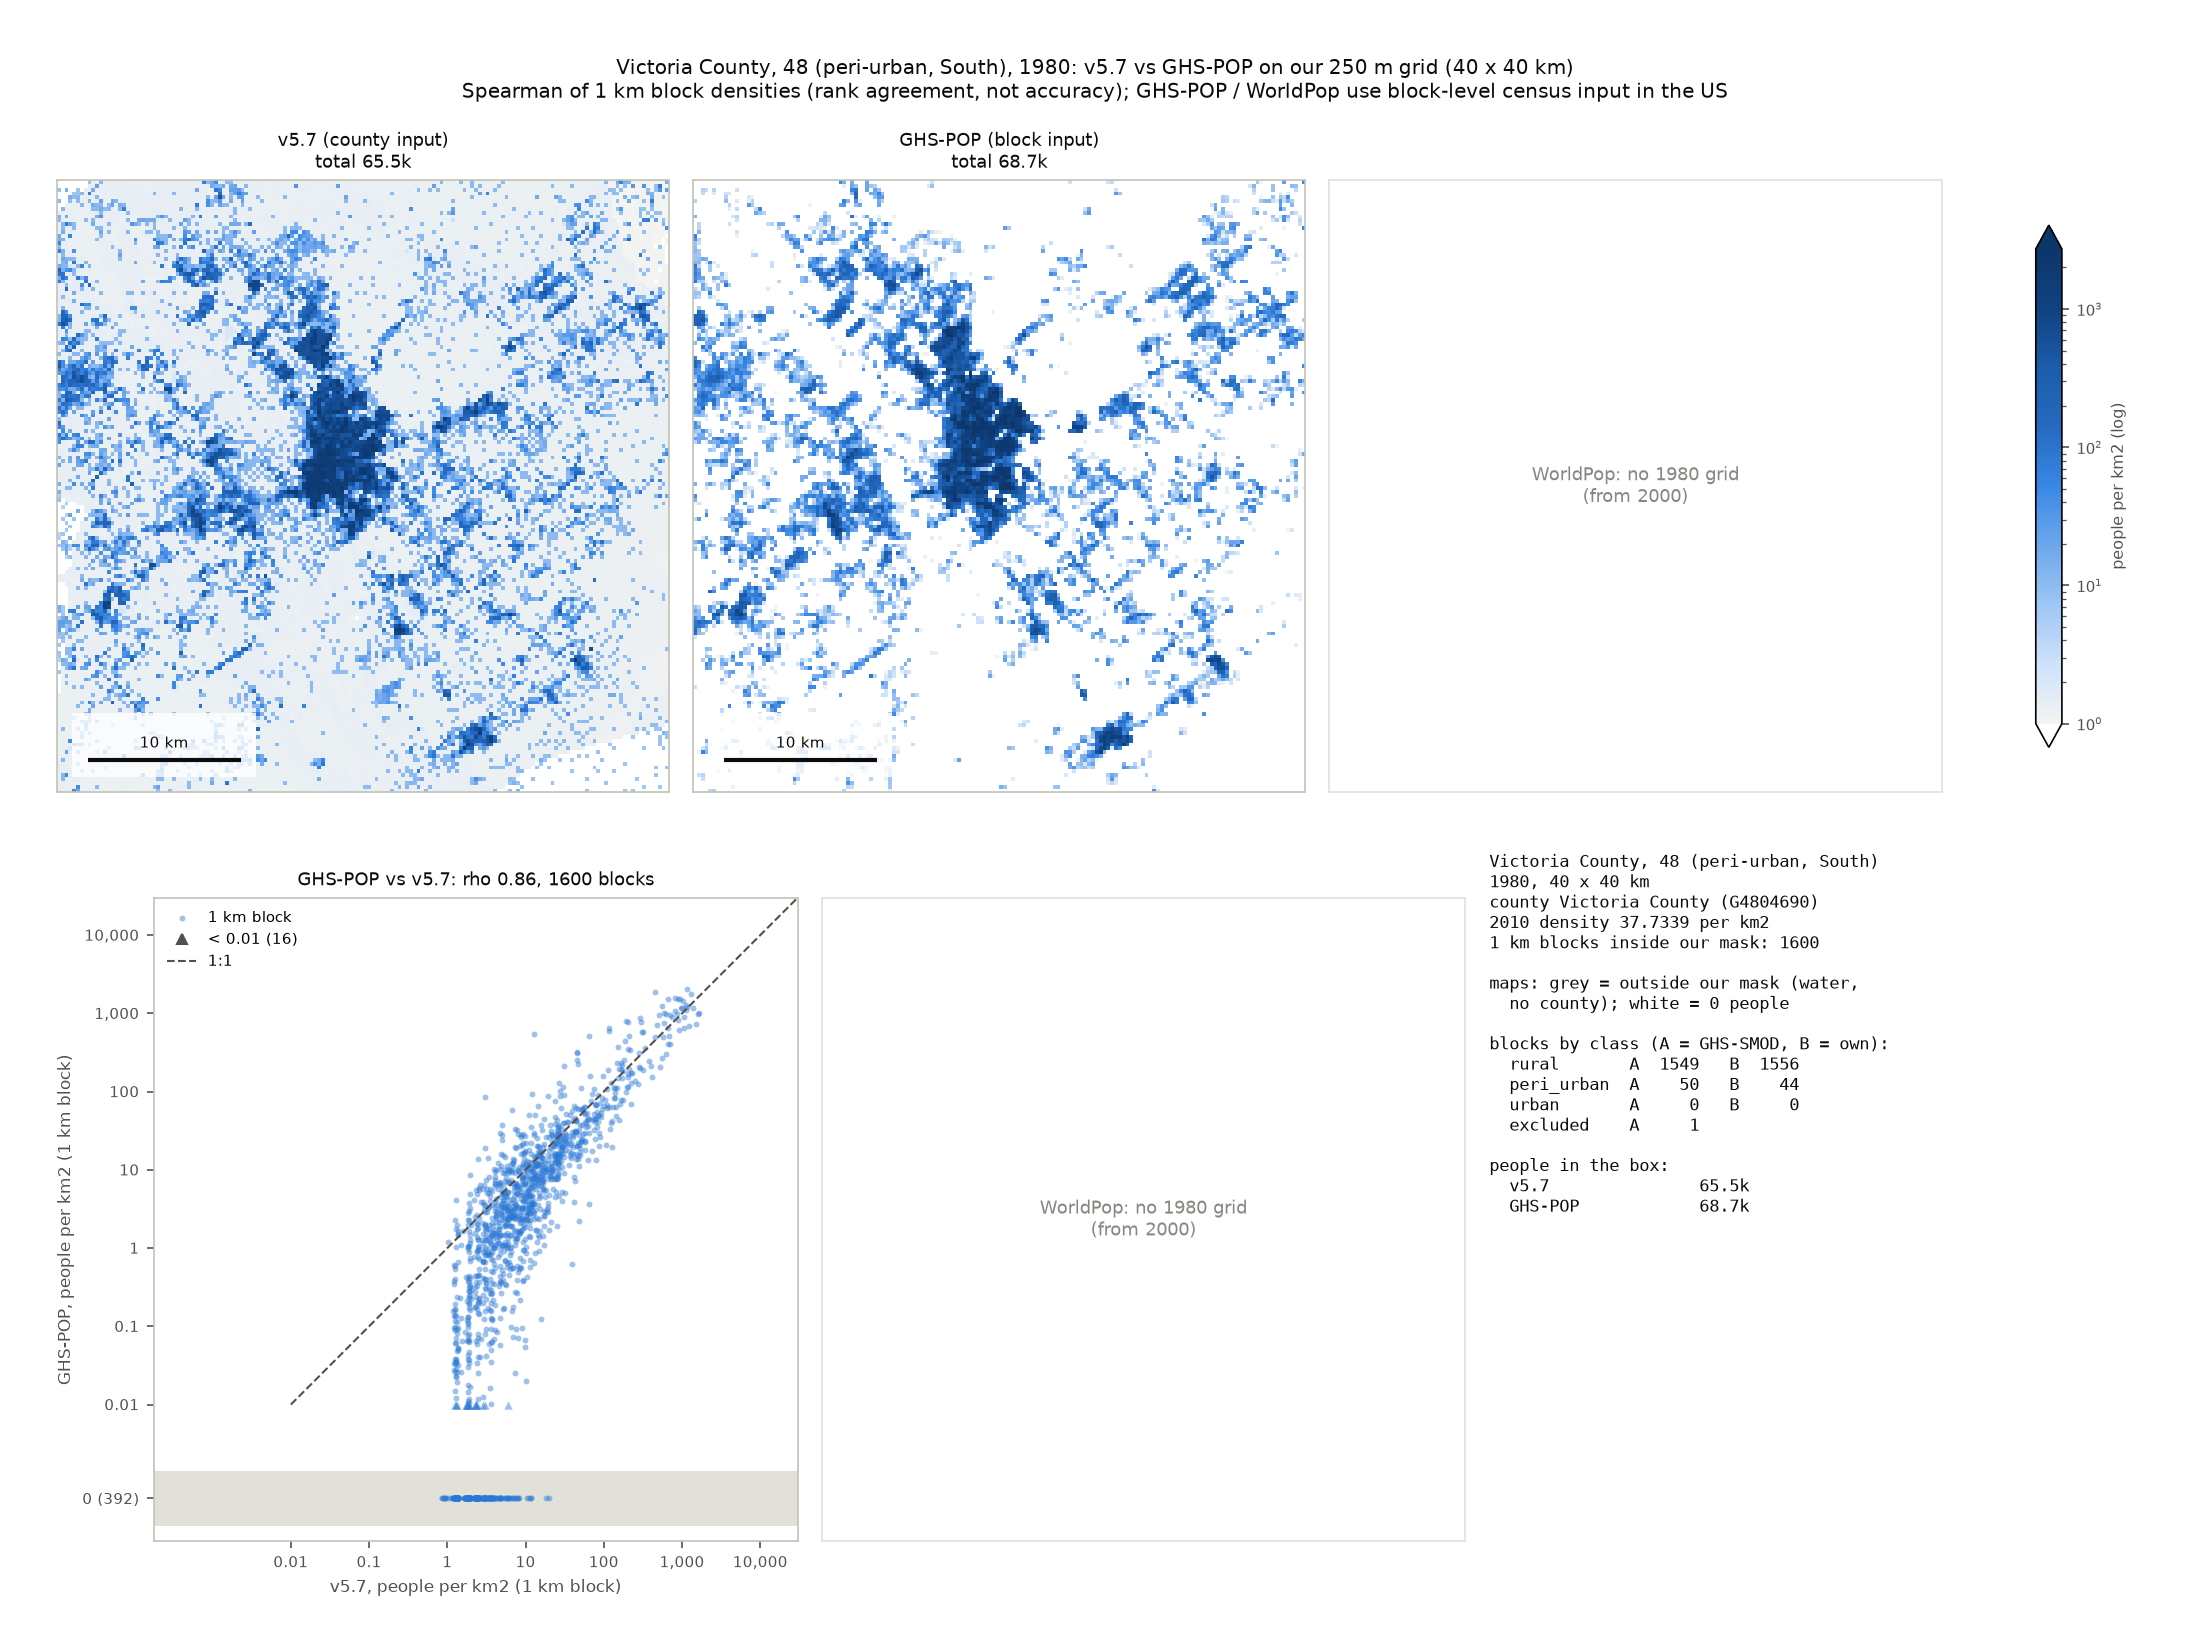 Victoria County, 48 (peri-urban, South), 1980: v5.7 vs GHS-POP on our 250 m grid (40 x 40 km)
Spearman of 1 km block densities (rank agreement, not accuracy); GHS-POP / WorldPop use block-level census input in the US
v5.7 (county input)
total 65.5k
GHS-POP (block input)
total 68.7k
10 km
10 km
WorldPop: no 1980 grid
(from 2000)
10³
10²
10¹
10⁰
people per km2 (log)
GHS-POP vs v5.7: rho 0.86, 1600 blocks
1 km block
< 0.01 (16)
1:1
10,000
1,000
100
10
1
0.1
0.01
0 (392)
GHS-POP, people per km2 (1 km block)
0.01 0.1 1 10 100 1,000 10,000
v5.7, people per km2 (1 km block)
WorldPop: no 1980 grid
(from 2000)
Victoria County, 48 (peri-urban, South)
1980, 40 x 40 km
county Victoria County (G4804690)
2010 density 37.7339 per km2
1 km blocks inside our mask: 1600
maps: grey = outside our mask (water,
no county); white = 0 people
blocks by class (A = GHS-SMOD, B = own):
rural A 1549 B 1556
peri_urban A 50 B 44
urban A 0 B 0
excluded A 1
people in the box:
v5.7 65.5k
GHS-POP 68.7k